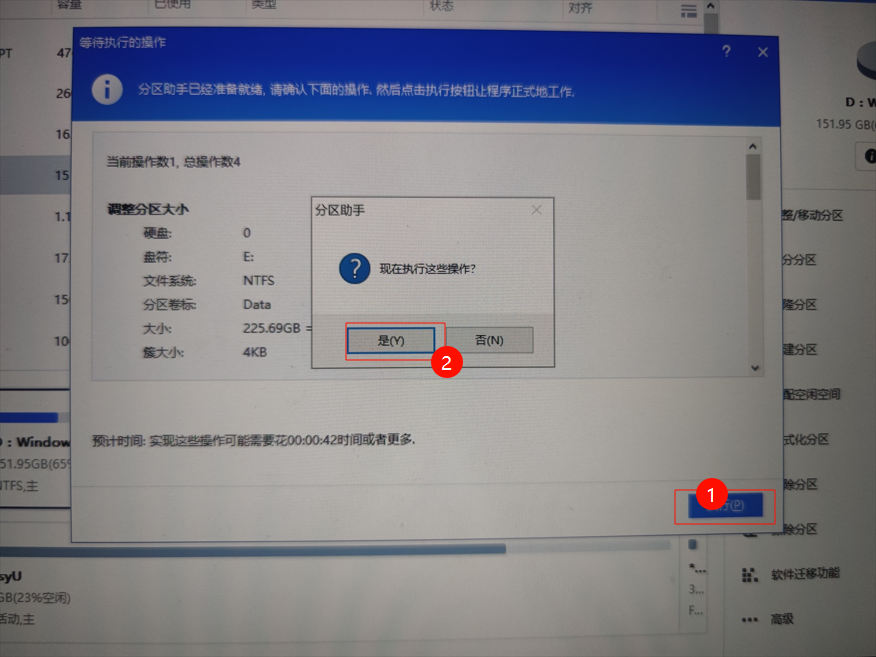 容量
已使用
类型
状态
对齐
等待执行的操作
?
分区助手已经准备就绪, 请确认下面的操作. 然后点击执行按钮让程序正式地工作.
当前操作数1, 总操作数4
调整分区大小
硬盘:
0
盘符:
E:
文件系统:
NTFS
分区卷标:
Data
大小:
225.69GB =
簇大小:
4KB
分区助手
?
现在执行这些操作?
是(Y)
否(N)
2
预计时间: 实现这些操作可能需要花00:00:42时间或者更多.
1
(P)
PT
47
26
16
15
1.1
17
15
10
D : W
151.95 GB(
整/移动分区
分分区
隆分区
建分区
配空闲空间
式化分区
除分区
除分区
软件迁移功能
高级
: Window
51.95GB(65%
NTFS,主
syU
GB(23%空闲)
活动,主
*...
3...
F...